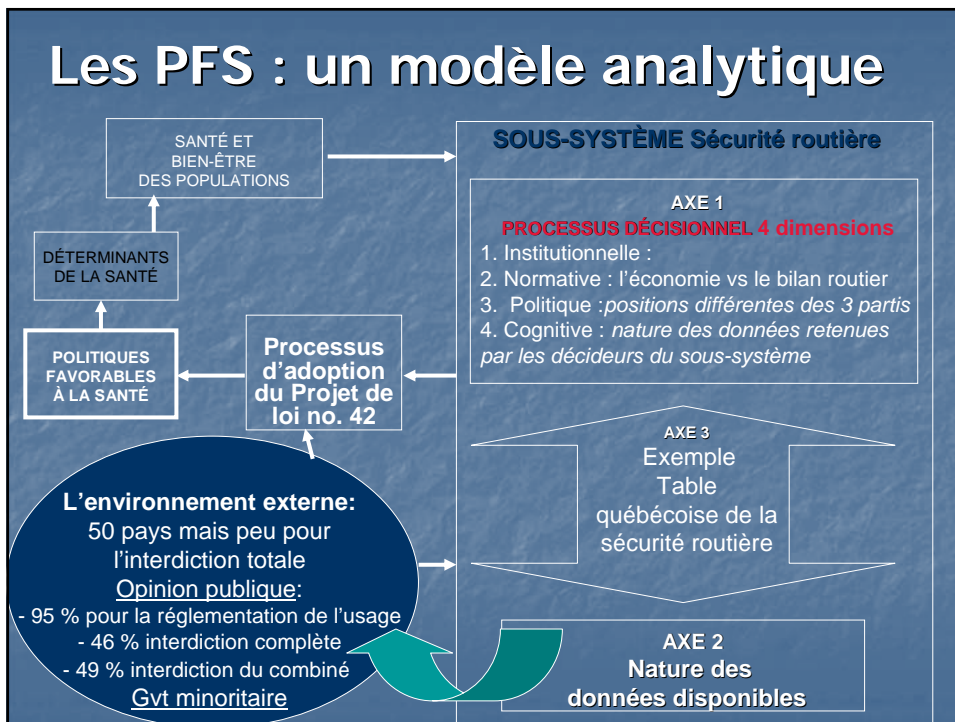 Les PFS : un modèle analytique
SANTÉ ET
BIEN-ÊTRE
DES POPULATIONS
DÉTERMINANTS
DE LA SANTÉ
POLITIQUES
FAVORABLES
À LA SANTÉ
Processus
d'adoption
du Projet de
loi no. 42
L'environnement externe:
50 pays mais peu pour
l'interdiction totale
Opinion publique:
- 95 % pour la réglementation de l'usage
- 46 % interdiction complète
- 49 % interdiction du combiné
Gvt minoritaire
SOUS-SYSTÈME Sécurité routière
AXE 1
PROCESSUS DÉCISIONNEL 4 dimensions
1. Institutionnelle :
2. Normative : l'économie vs le bilan routier
3. Politique :positions différentes des 3 partis
4. Cognitive : nature des données retenues
par les décideurs du sous-système
AXE 3
Exemple
Table
québécoise de la
sécurité routière
AXE 2
Nature des
données disponibles